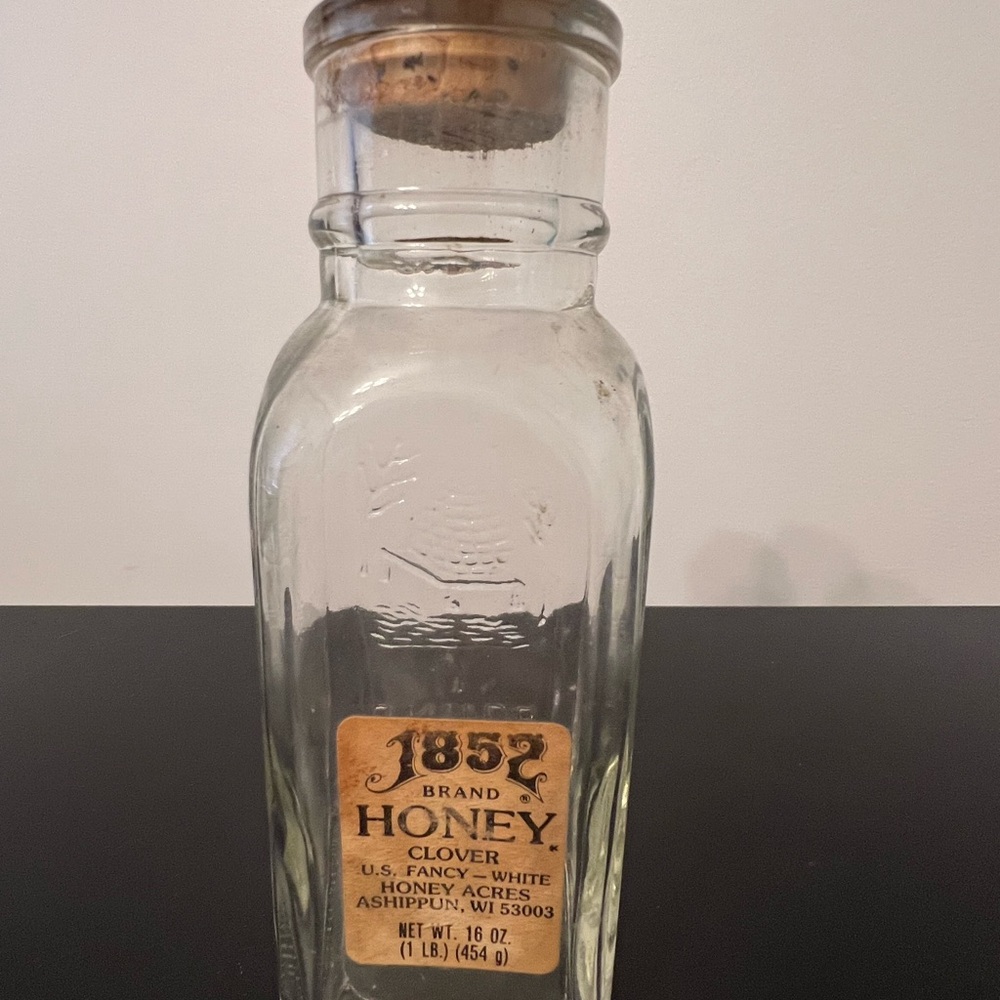 1852
BRAND ®
HONEY
CLOVER
U.S. FANCY – WHITE
HONEY ACRES
ASHIPPUN, WI 53003
NET WT. 16 OZ.
(1 LB.) (454 g)